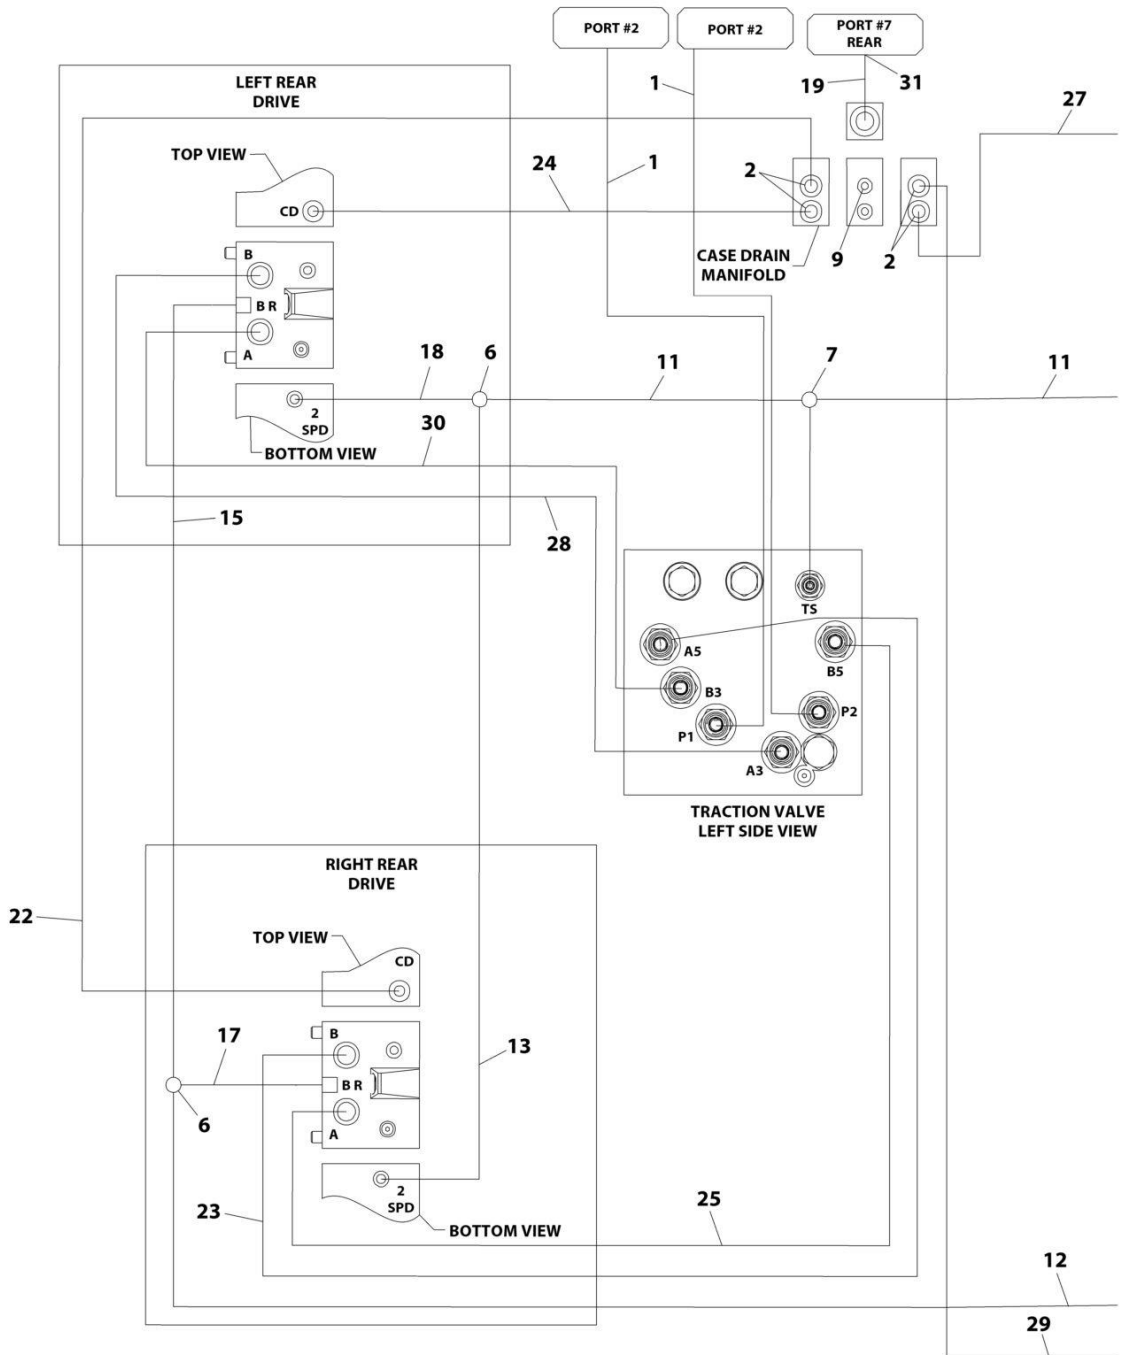 PORT #2
PORT #2
PORT #7
REAR
LEFT REAR
DRIVE
1
19
31
27
TOP VIEW
24
1
2
CD
CASE DRAIN
MANIFOLD
9
2
B
B R
A
18
6
11
7
11
2
SPD
30
BOTTOM VIEW
15
28
TS
A5
B5
B3
P2
P1
A3
TRACTION VALVE
LEFT SIDE VIEW
RIGHT REAR
DRIVE
22
TOP VIEW
CD
17
B
13
B R
6
A
2
SPD
23
25
BOTTOM VIEW
12
29